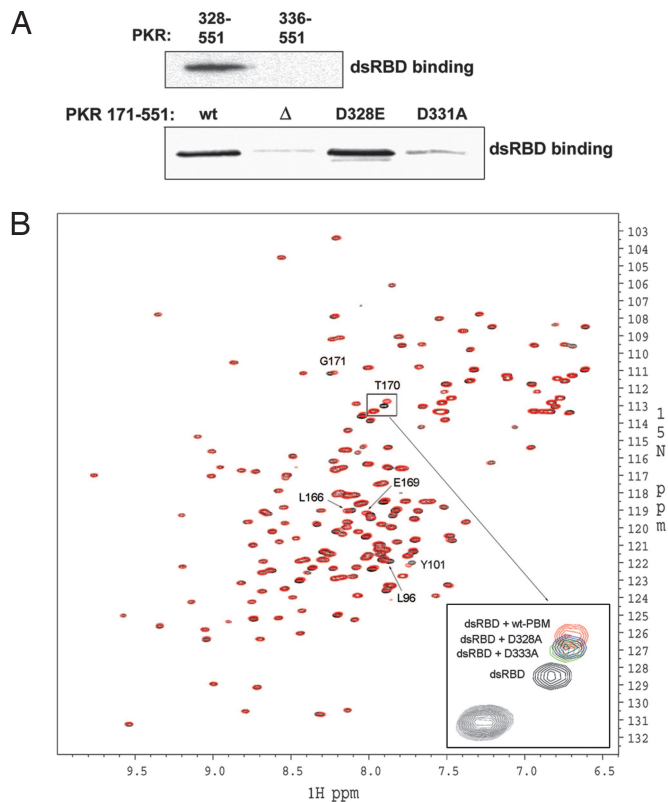 A
PKR: 328-551 336-551
dsRBD binding
PKR 171-551: wt Δ D328E D331A
dsRBD binding
B
103
104
105
106
107
108
109
110
111
112
113
114
115
116
117
118
119
120
121
122
123
124
125
126
127
128
129
130
131
132
15N ppm
G171
T170
E169
L166
Y101
L96
dsRBD + wt-PBM
dsRBD + D328A
dsRBD + D333A
dsRBD
9.5 9.0 8.5 8.0 7.5 7.0 6.5
1H ppm